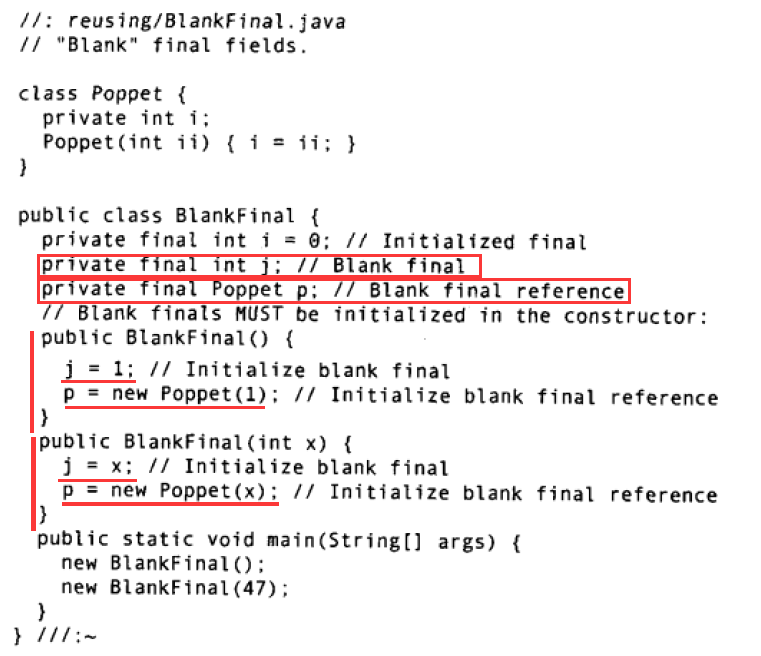 //: reusing/BlankFinal.java
// "Blank" final fields.

class Poppet {
  private int i;
  Poppet(int ii) { i = ii; }
}

public class BlankFinal {
  private final int i = 0; // Initialized final
  private final int j; // Blank final
  private final Poppet p; // Blank final reference
  // Blank finals MUST be initialized in the constructor:
  public BlankFinal() {
    j = 1; // Initialize blank final
    p = new Poppet(1); // Initialize blank final reference
  }
  public BlankFinal(int x) {
    j = x; // Initialize blank final
    p = new Poppet(x); // Initialize blank final reference
  }
  public static void main(String[] args) {
    new BlankFinal();
    new BlankFinal(47);
  }
} ///:~